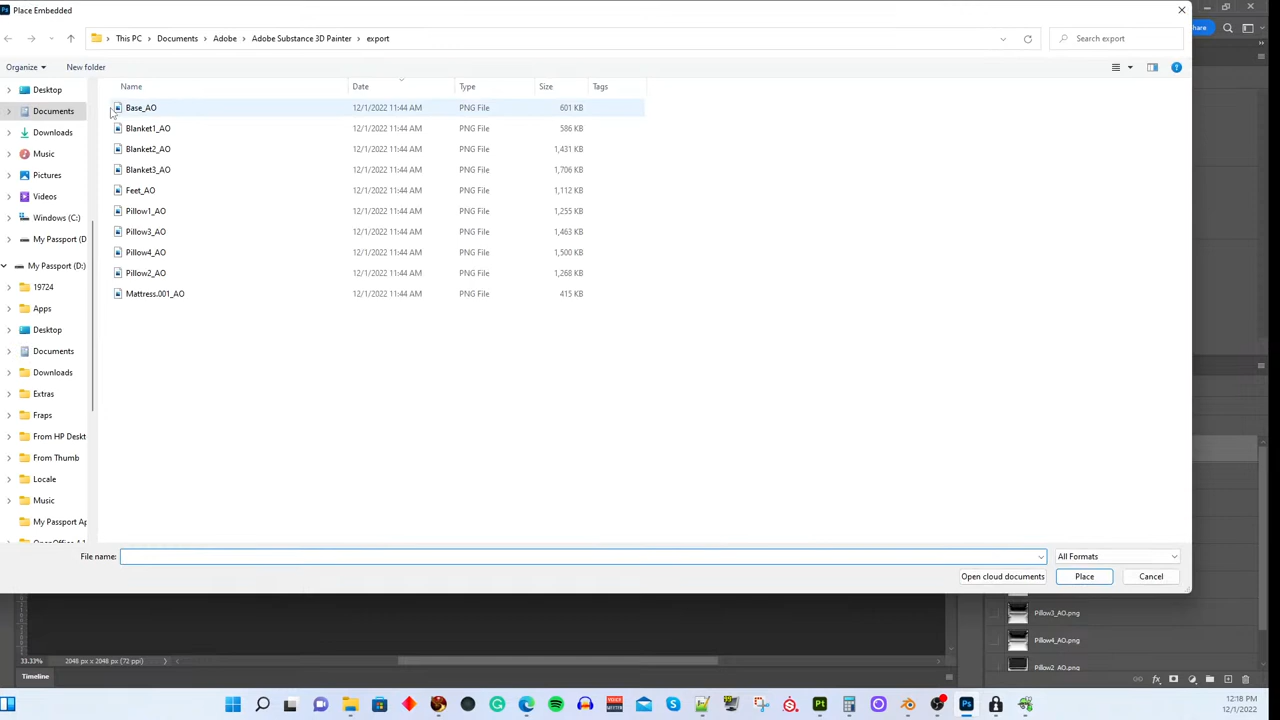 Ps Place Embedded
This PC > Documents > Adobe > Adobe Substance 3D Painter > export
Search export
Organize
New folder
Name Date Type Size Tags
Base_AO 12/1/2022 11:44 AM PNG File 601 KB
Blanket1_AO 12/1/2022 11:44 AM PNG File 586 KB
Blanket2_AO 12/1/2022 11:44 AM PNG File 1,431 KB
Blanket3_AO 12/1/2022 11:44 AM PNG File 1,706 KB
Feet_AO 12/1/2022 11:44 AM PNG File 1,112 KB
Pillow1_AO 12/1/2022 11:44 AM PNG File 1,255 KB
Pillow3_AO 12/1/2022 11:44 AM PNG File 1,463 KB
Pillow4_AO 12/1/2022 11:44 AM PNG File 1,500 KB
Pillow2_AO 12/1/2022 11:44 AM PNG File 1,268 KB
Mattress.001_AO 12/1/2022 11:44 AM PNG File 415 KB
Desktop
Documents
Downloads
Music
Pictures
Videos
Windows (C:)
My Passport (D
My Passport (D:)
19724
Apps
Desktop
Documents
Downloads
Extras
Fraps
From HP Deskt
From Thumb
Locale
Music
My Passport Ap
File name:
All Formats
Open cloud documents
Place
Cancel
hare
Pillow3_AO.png
Pillow4_AO.png
Pillow2_AO.png
33.33% 2048 px x 2048 px (72 ppi)
Timeline
fx
VOICE
Pt
Ps
12:18 PM
12/1/2022